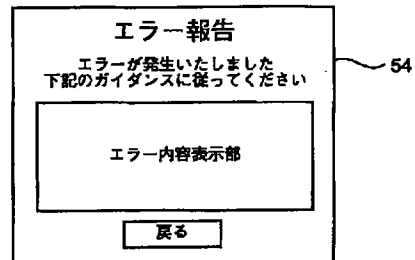 エラー報告
エラーが発生いたしました
下記のガイダンスに従ってください
54
エラー内容表示部
戻る